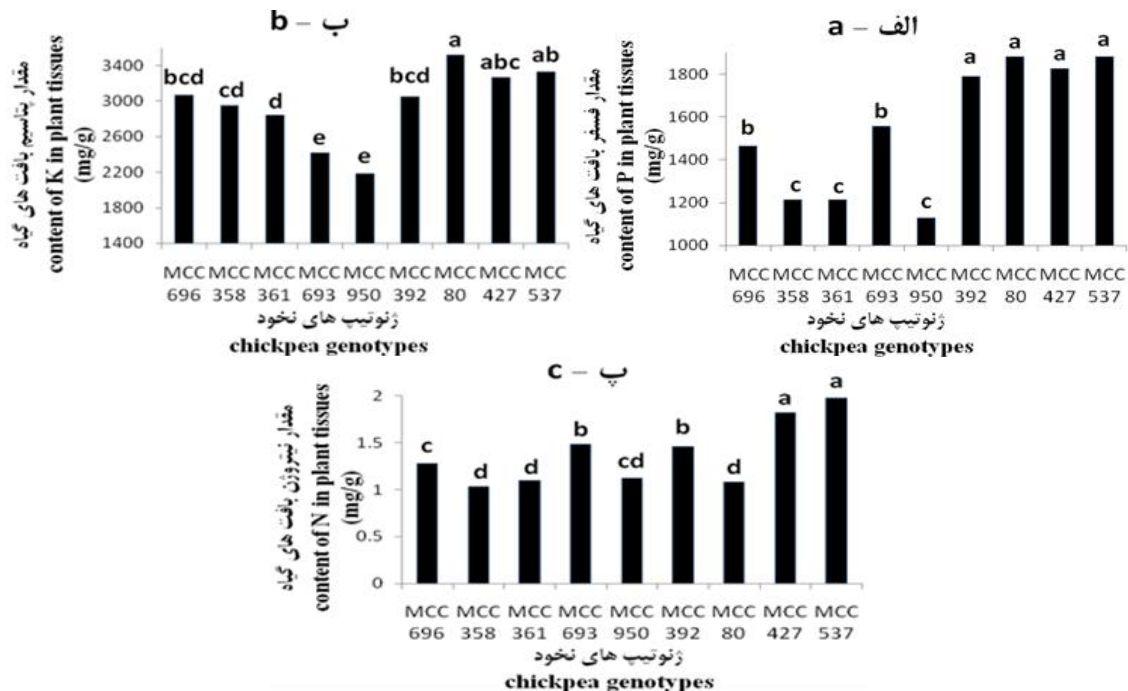 b – ب
مقدار پتاسیم بافت های گیاه
content of K in plant tissues
(mg/g)
3400
3000
2600
2200
1800
1400
bcd cd d e e bcd a abc ab
MCC MCC MCC MCC MCC MCC MCC MCC MCC
696 358 361 693 950 392 80 427 537
ژنوتیپ های نخود
chickpea genotypes
a – الف
مقدار فسفر بافت های گیاه
content of P in plant tissues
(mg/g)
1800
1600
1400
1200
1000
b c c b c a a a a
MCC MCC MCC MCC MCC MCC MCC MCC MCC
696 358 361 693 950 392 80 427 537
ژنوتیپ های نخود
chickpea genotypes
c – پ
مقدار نیتروژن بافت های گیاه
content of N in plant tissues
(mg/g)
2
1.5
1
0.5
0
c d d b cd b d a a
MCC MCC MCC MCC MCC MCC MCC MCC MCC
696 358 361 693 950 392 80 427 537
ژنوتیپ های نخود
chickpea genotypes